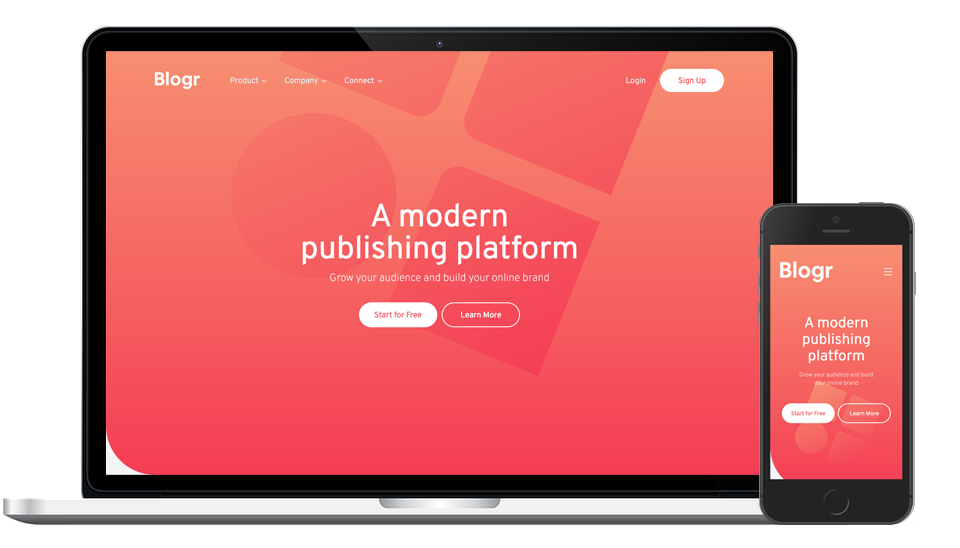 Blogr
Product
Company
Connect
Login
Sign Up
A modern
publishing platform
Grow your audience and build your online brand
Start for Free
Learn More
Blogr
A modern
publishing
platform
Grow your audience and build
your online brand
Start for Free
Learn More